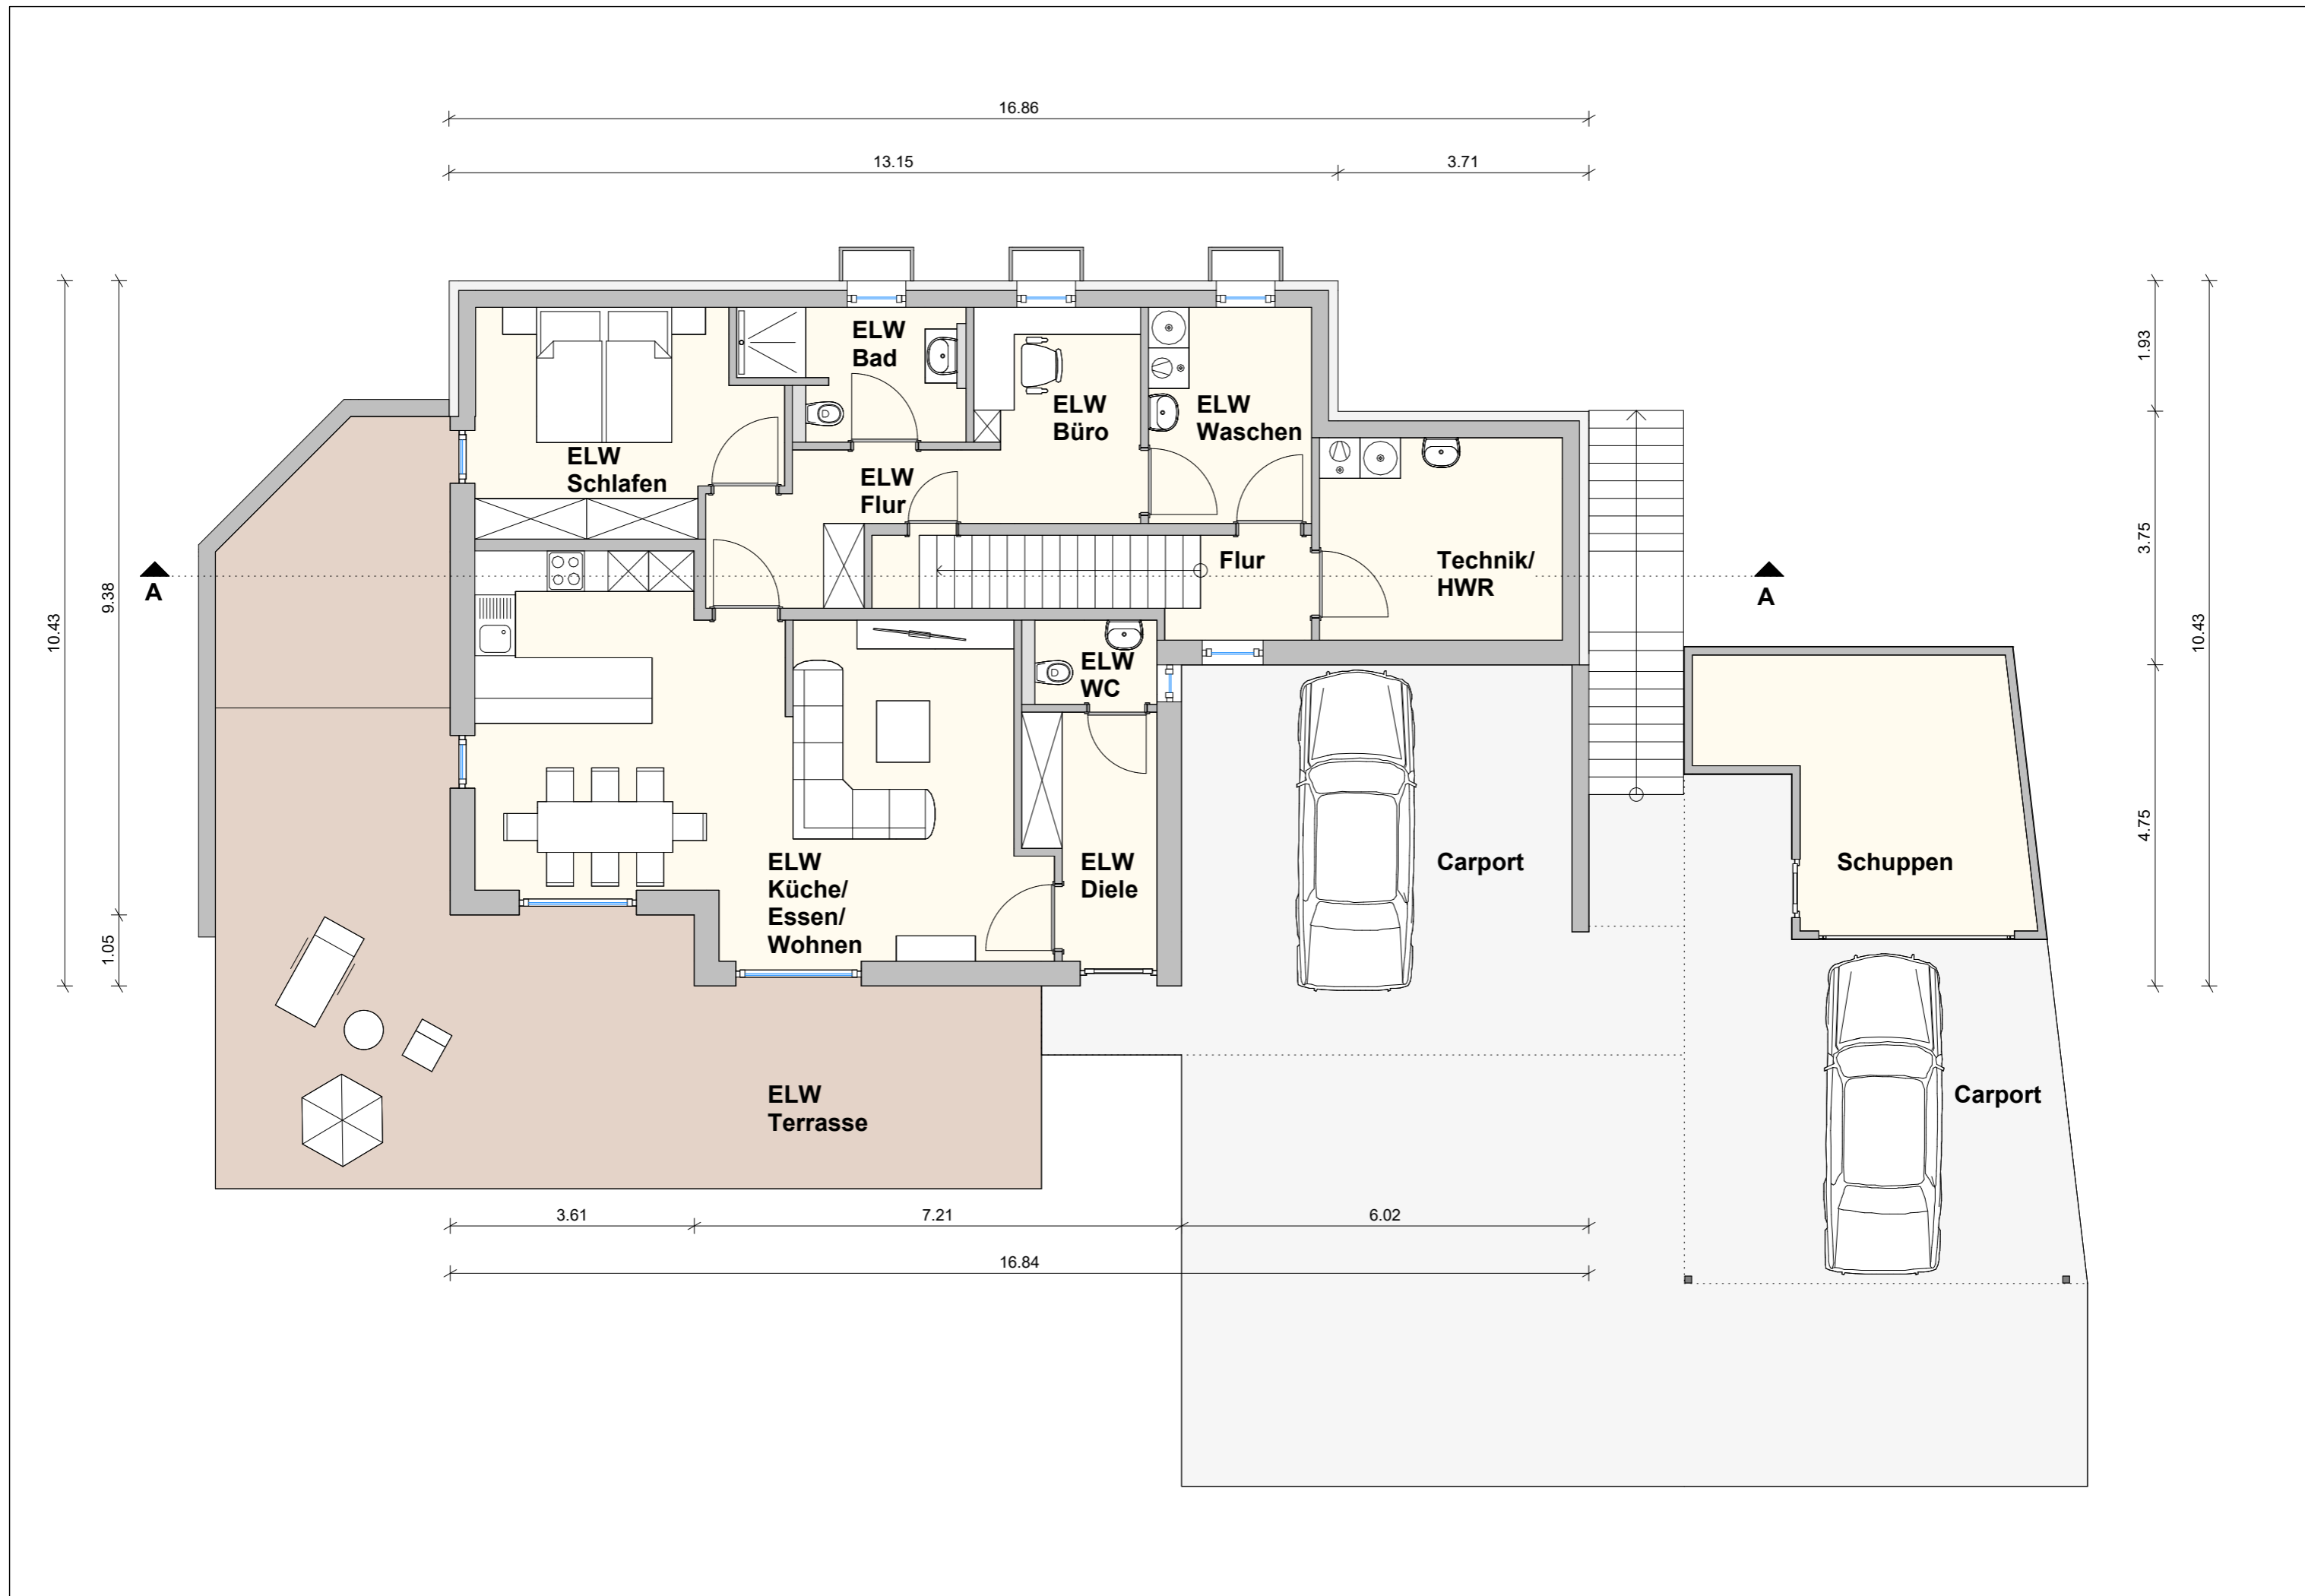 16.86
13.15
3.71
10.43
9.38
1.05
1.93
3.75
4.75
10.43
ELW
Bad
ELW
Büro
ELW
Waschen
ELW
Schlafen
ELW
Flur
Flur
Technik/
HWR
A
A
ELW
WC
ELW
Küche/
Essen/
Wohnen
ELW
Diele
Carport
Schuppen
ELW
Terrasse
Carport
3.61
7.21
6.02
16.84